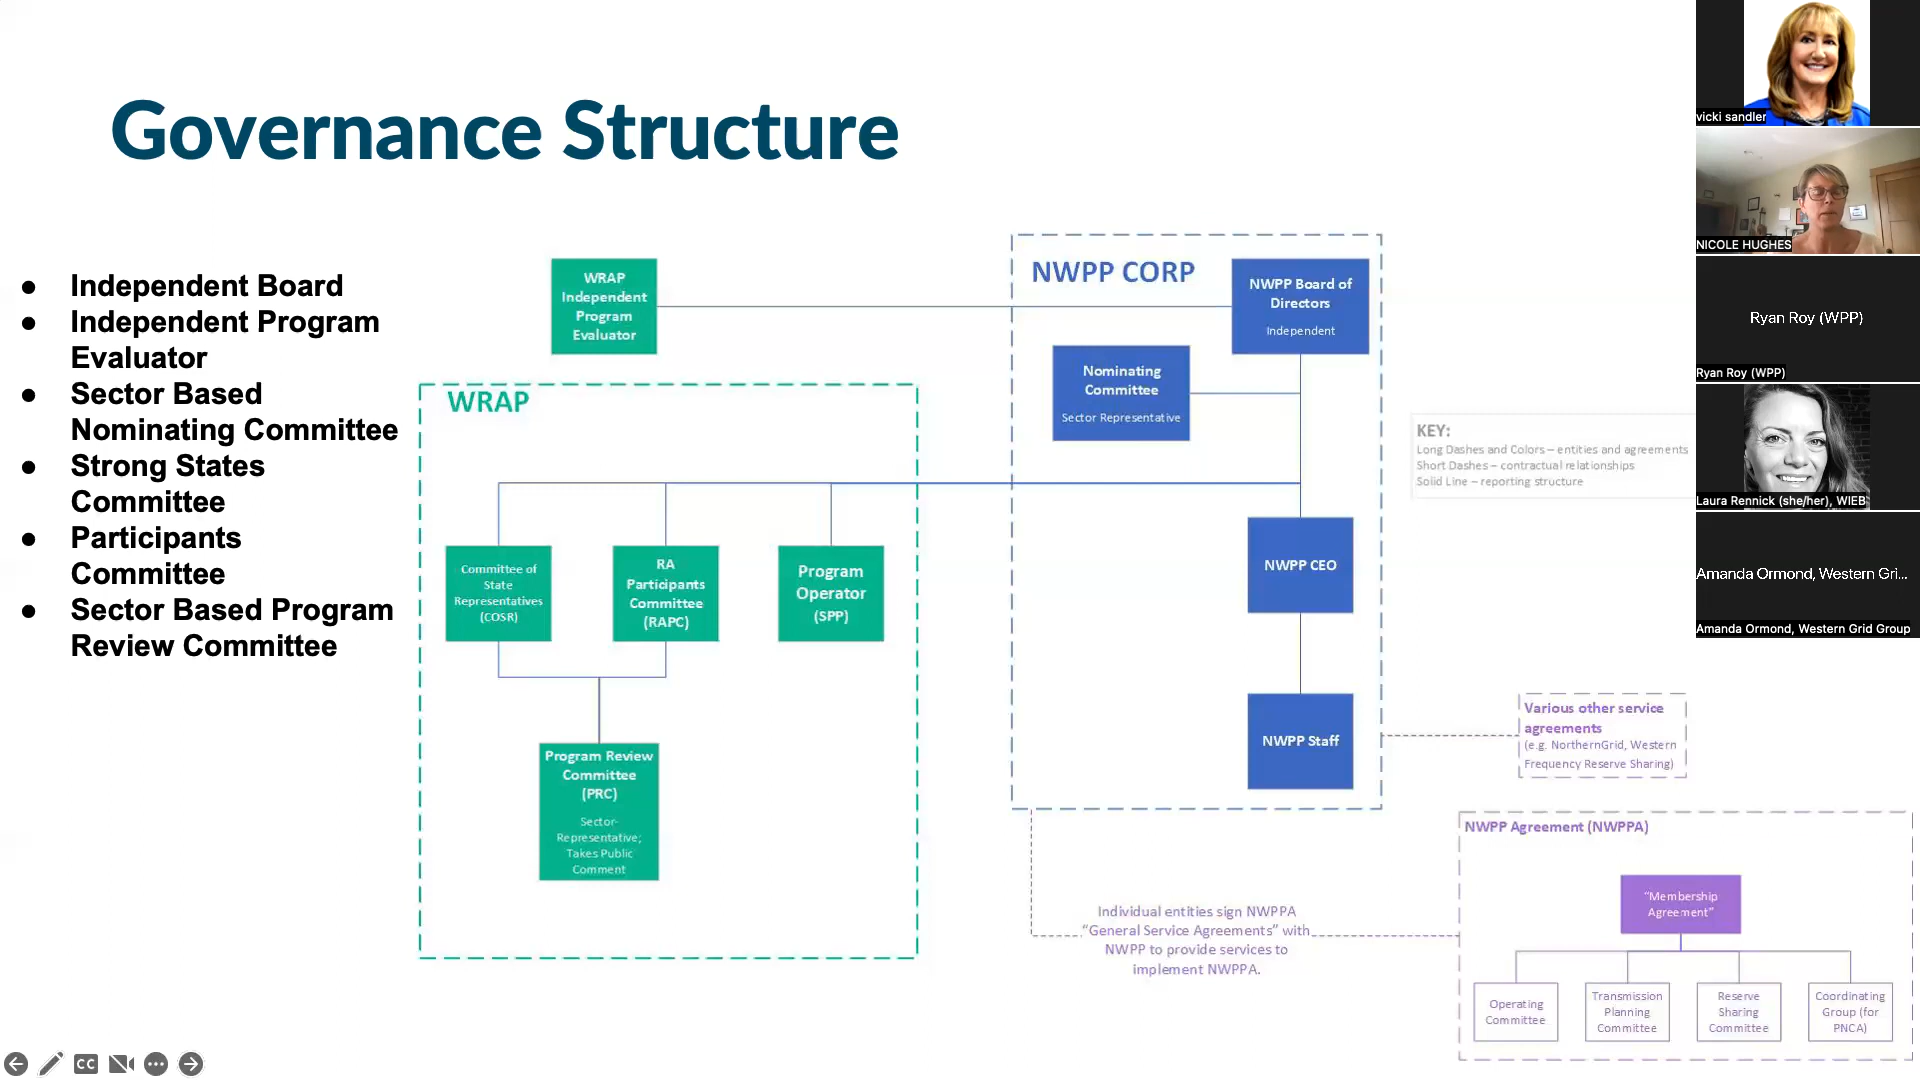 Governance Structure
● Independent Board
● Independent Program
Evaluator
● Sector Based
Nominating Committee
● Strong States
Committee
● Participants
Committee
● Sector Based Program
Review Committee
WRAP
Independent
Program
Evaluator
WRAP
Committee of
State
Representatives
(COSR)
RA
Participants
Committee
(RAPC)
Program
Operator
(SPP)
Program Review
Committee
(PRC)
Sector-
Representative;
Takes Public
Comment
NWPP CORP
NWPP Board of
Directors
Independent
Nominating
Committee
Sector Representative
NWPP CEO
NWPP Staff
KEY:
Long Dashes and Colors – entities and agreements
Short Dashes – contractual relationships
Solid Line – reporting structure
Various other service
agreements
(e.g. NorthernGrid, Western
Frequency Reserve Sharing)
Individual entities sign NWPPA
“General Service Agreements” with
NWPP to provide services to
implement NWPPA.
NWPP Agreement (NWPPA)
“Membership
Agreement”
Operating
Committee
Transmission
Planning
Committee
Reserve
Sharing
Committee
Coordinating
Group (for
PNCA)
vicki sandler
NICOLE HUGHES
Ryan Roy (WPP)
Ryan Roy (WPP)
Laura Rennick (she/her), WIEB
Amanda Ormond, Western Gri...
Amanda Ormond, Western Grid Group
CC